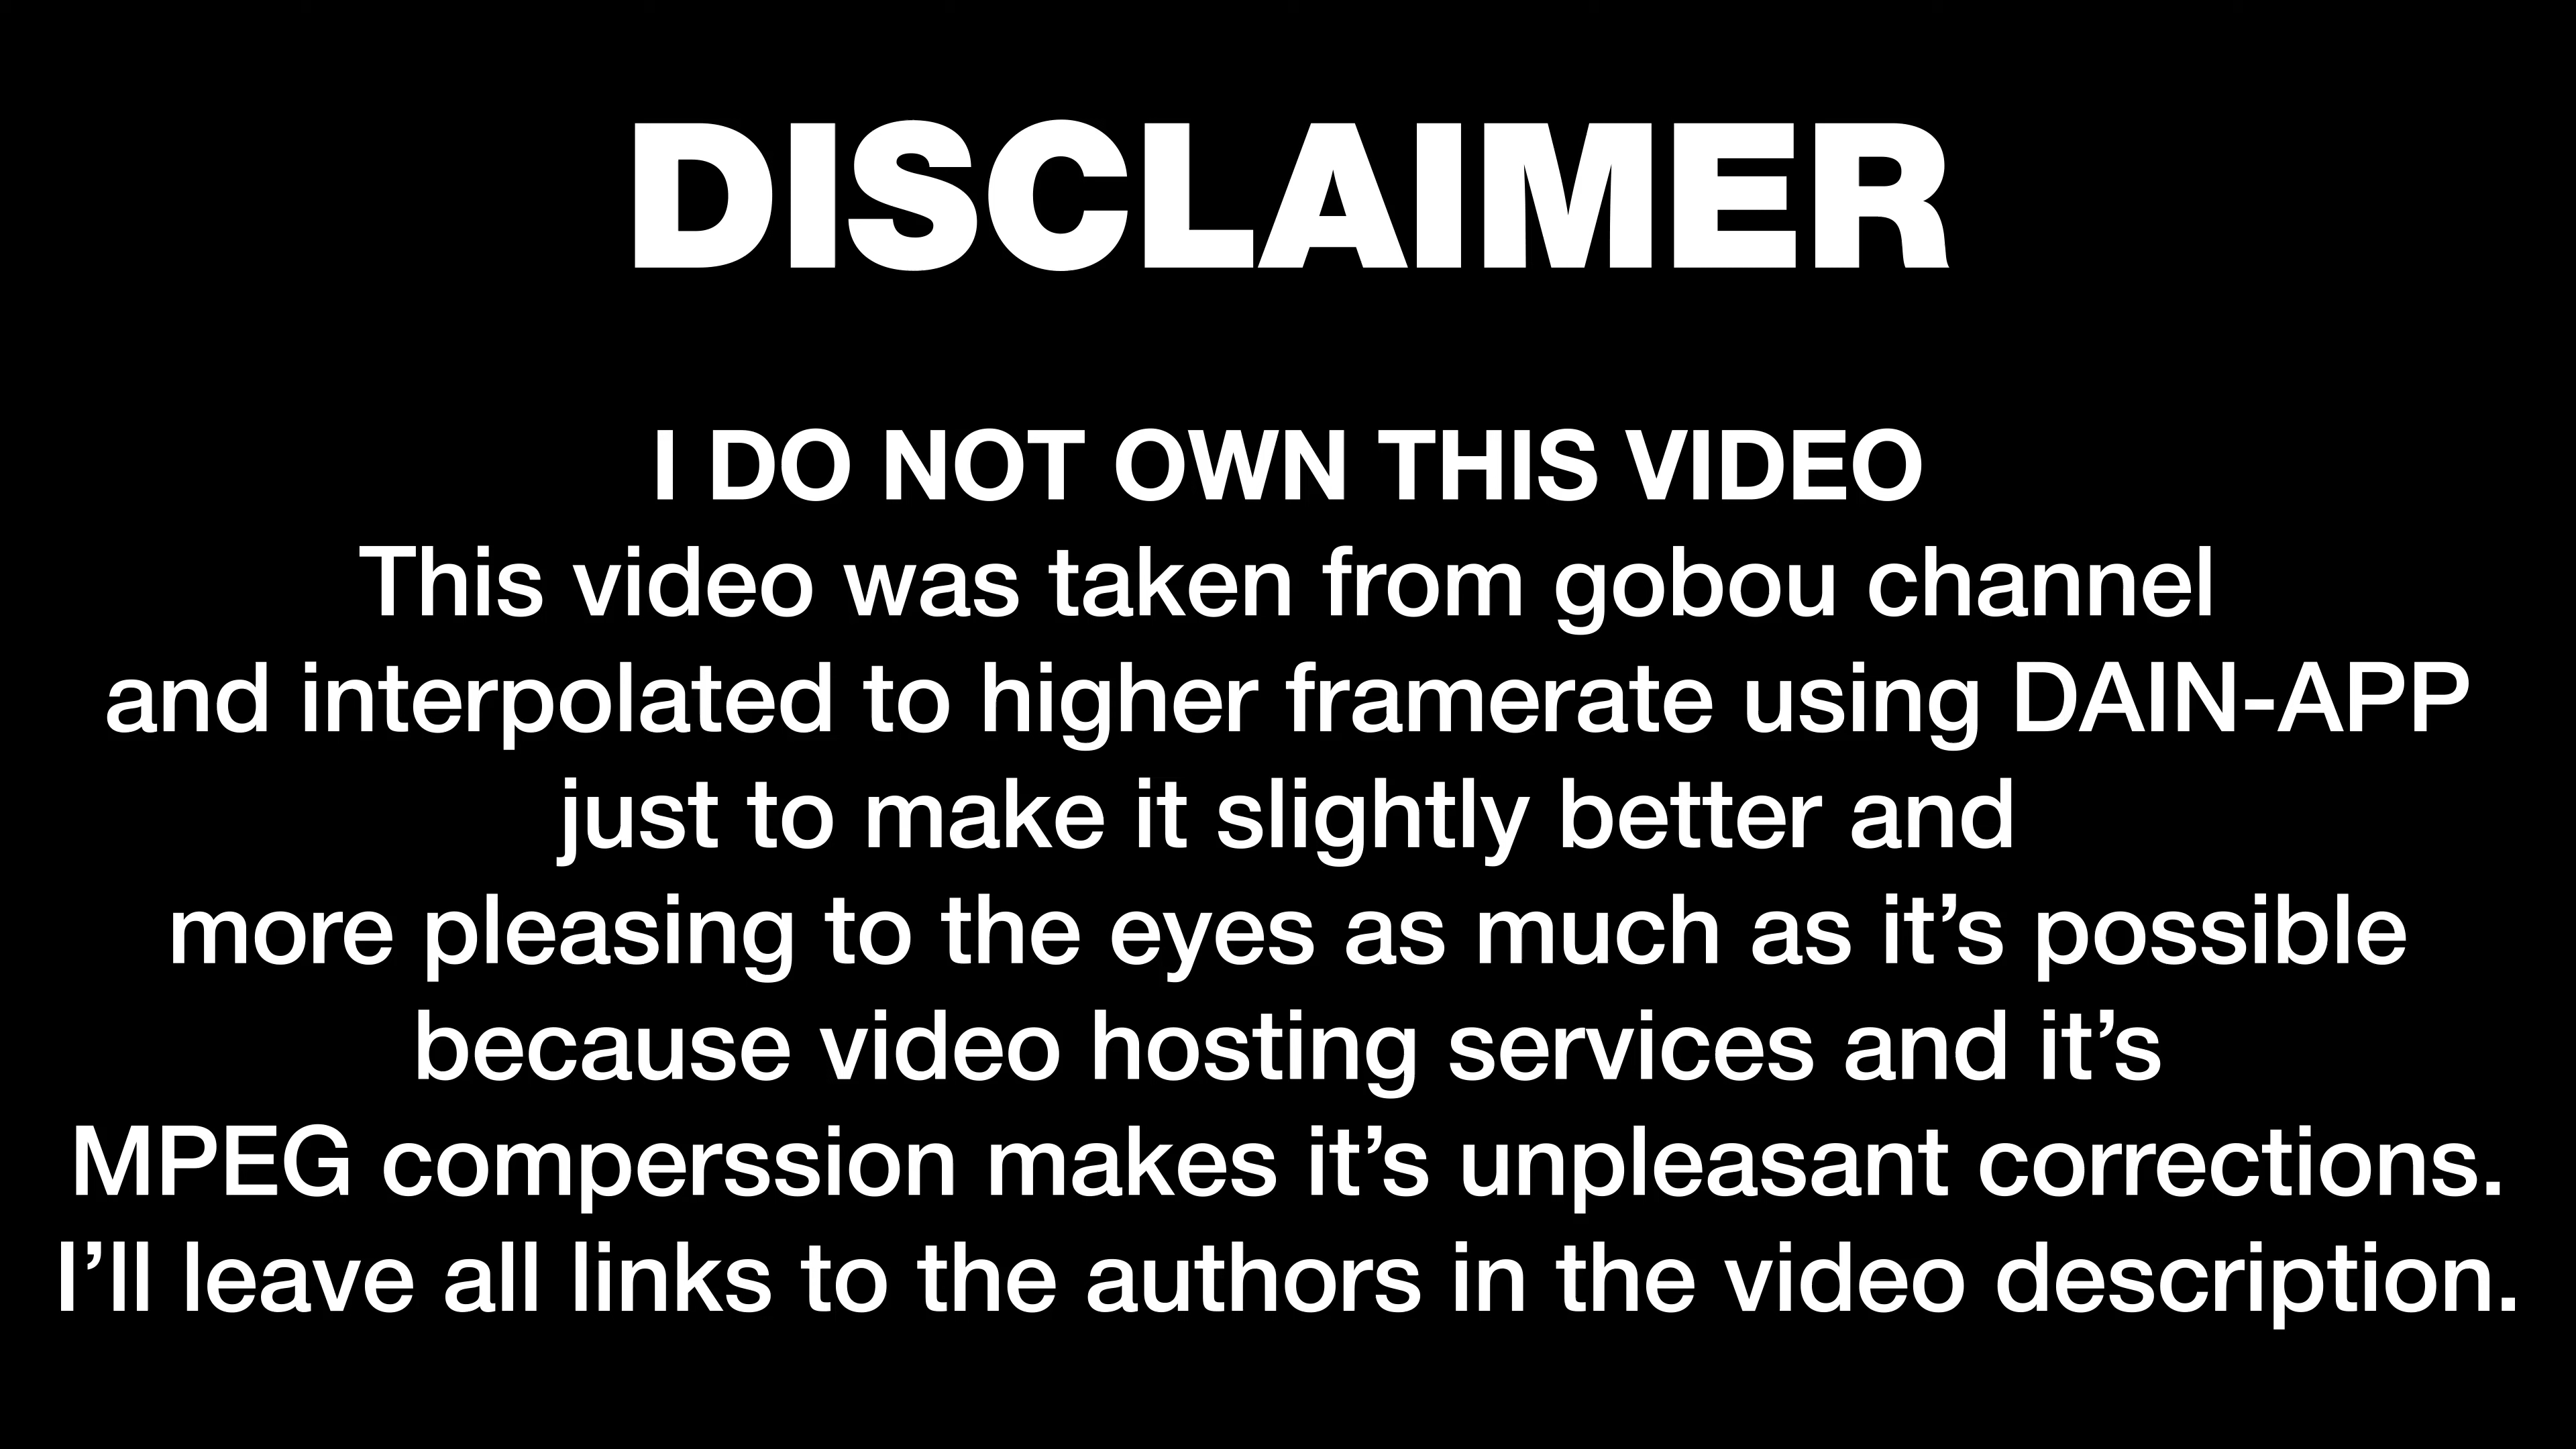 DISCLAIMER
I DO NOT OWN THIS VIDEO
This video was taken from gobou channel
and interpolated to higher framerate using DAIN-APP
just to make it slightly better and
more pleasing to the eyes as much as it’s possible
because video hosting services and it’s
MPEG comperssion makes it’s unpleasant corrections.
I’ll leave all links to the authors in the video description.